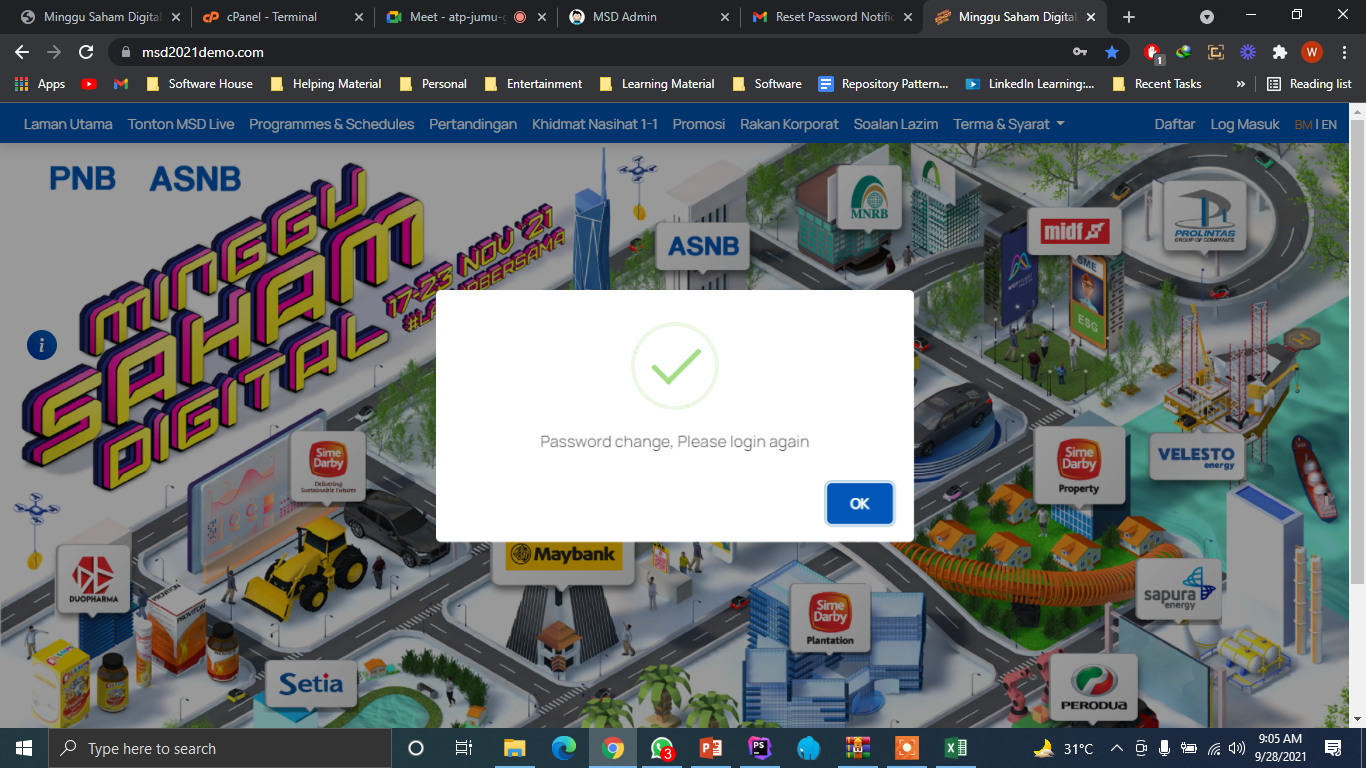 Minggu Saham Digital
cPanel - Terminal
Meet - atp-jumu-g
MSD Admin
Reset Password Notific
Minggu Saham Digital
msd2021demo.com
1
W
Apps
Software House
Helping Material
Personal
Entertainment
Learning Material
Software
Repository Pattern...
LinkedIn Learning:...
Recent Tasks
»
Reading list
Laman Utama
Tonton MSD Live
Programmes & Schedules
Pertandingan
Khidmat Nasihat 1-1
Promosi
Rakan Korporat
Soalan Lazim
Terma & Syarat
Daftar
Log Masuk
BM | EN
PNB ASNB
MINGGU
SAHAM
DIGITAL
17-23 NOV '21
ASNB
MNRB
midf
PROLINTAS
GROUP OF COMPANIES
SME
ESG
i
Password change, Please login again
OK
Sime
Darby
Delivering
Sustainable Futures
Sime
Darby
Property
VELESTO
energy
DUOPHARMA
Maybank
Sime
Darby
Plantation
sapura
energy
Setia
PERODUA
Type here to search
3
PS
31°C
9:05 AM
9/28/2021